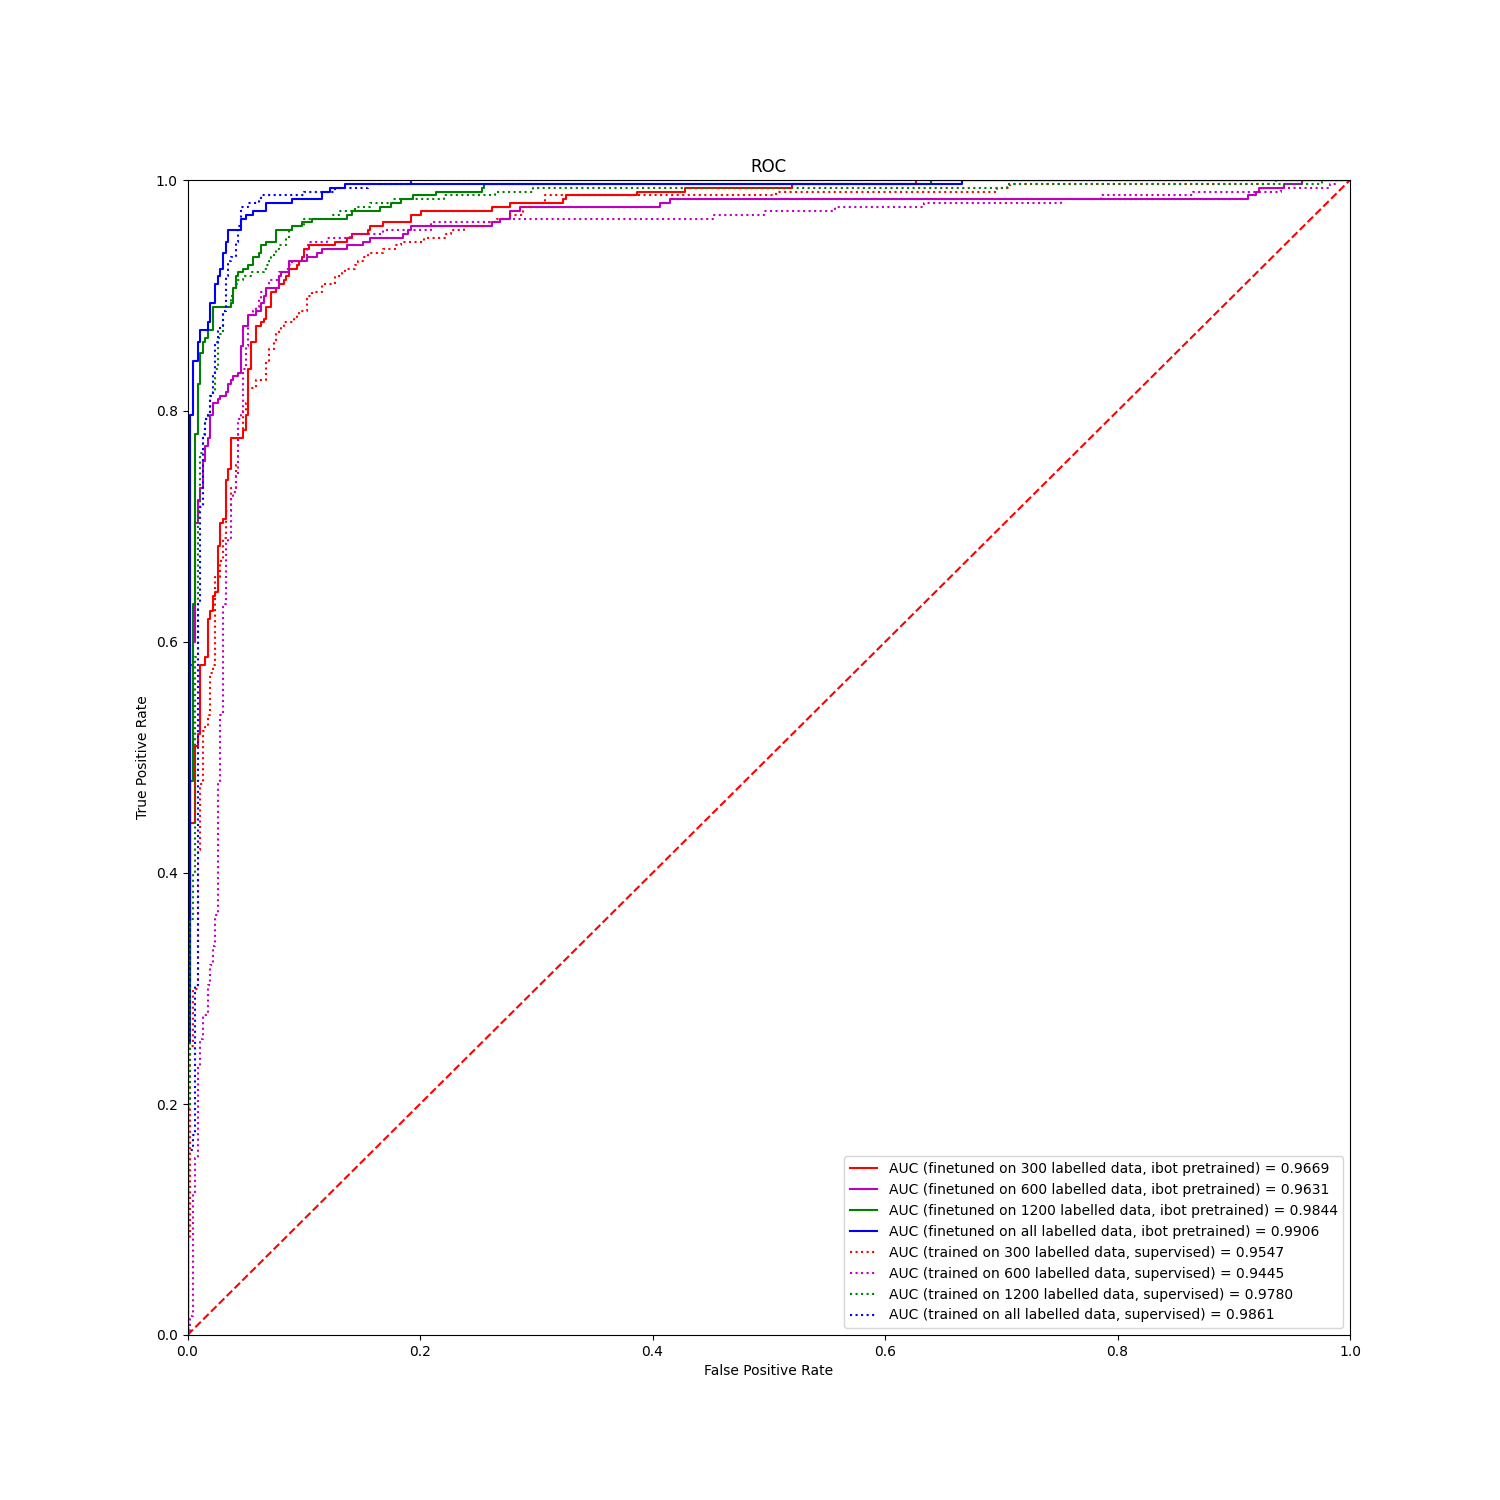 ROC
1.0
0.8
0.6
0.4
0.2
0.0
True Positive Rate
0.0 0.2 0.4 0.6 0.8 1.0
False Positive Rate
AUC (finetuned on 300 labelled data, ibot pretrained) = 0.9669
AUC (finetuned on 600 labelled data, ibot pretrained) = 0.9631
AUC (finetuned on 1200 labelled data, ibot pretrained) = 0.9844
AUC (finetuned on all labelled data, ibot pretrained) = 0.9906
AUC (trained on 300 labelled data, supervised) = 0.9547
AUC (trained on 600 labelled data, supervised) = 0.9445
AUC (trained on 1200 labelled data, supervised) = 0.9780
AUC (trained on all labelled data, supervised) = 0.9861